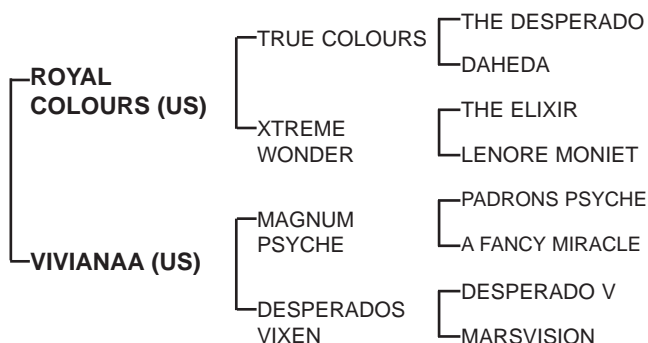 ROYAL
COLOURS (US)
TRUE COLOURS
THE DESPERADO
DAHEDA
XTREME
WONDER
THE ELIXIR
LENORE MONIET
VIVIANAA (US)
MAGNUM
PSYCHE
PADRONS PSYCHE
A FANCY MIRACLE
DESPERADOS
VIXEN
DESPERADO V
MARSVISION